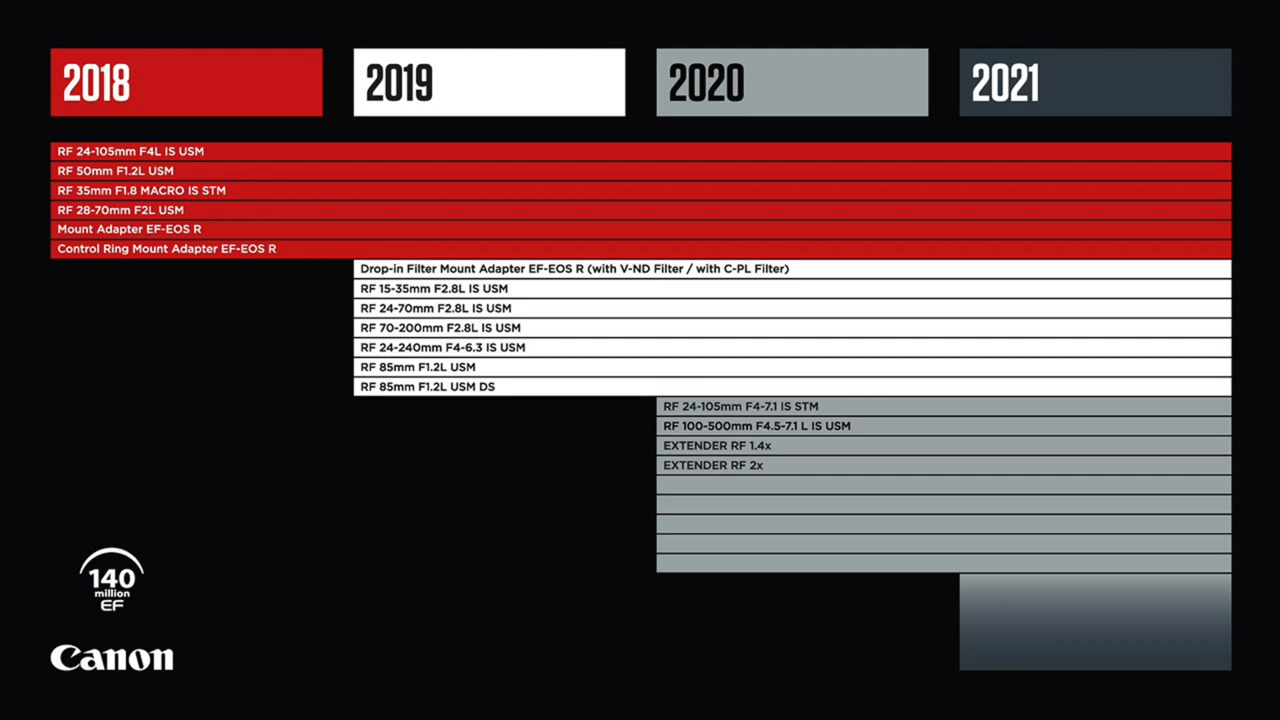 2018
2019
2020
2021
RF 24-105mm F4L IS USM
RF 50mm F1.2L USM
RF 35mm F1.8 MACRO IS STM
RF 28-70mm F2L USM
Mount Adapter EF-EOS R
Control Ring Mount Adapter EF-EOS R
Drop-in Filter Mount Adapter EF-EOS R (with V-ND Filter / with C-PL Filter)
RF 15-35mm F2.8L IS USM
RF 24-70mm F2.8L IS USM
RF 70-200mm F2.8L IS USM
RF 24-240mm F4-6.3 IS USM
RF 85mm F1.2L USM
RF 85mm F1.2L USM DS
RF 24-105mm F4-7.1 IS STM
RF 100-500mm F4.5-7.1 L IS USM
EXTENDER RF 1.4x
EXTENDER RF 2x
140
million
EF
Canon